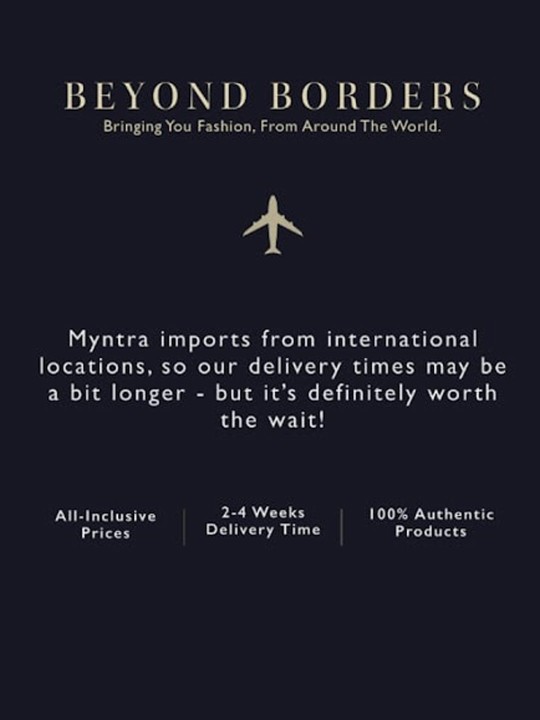 BEYOND BORDERS
Bringing You Fashion, From Around The World.
Myntra imports from international
locations, so our delivery times may be
a bit longer - but it's definitely worth
the wait!
All-Inclusive
Prices
2-4 Weeks
Delivery Time
100% Authentic
Products